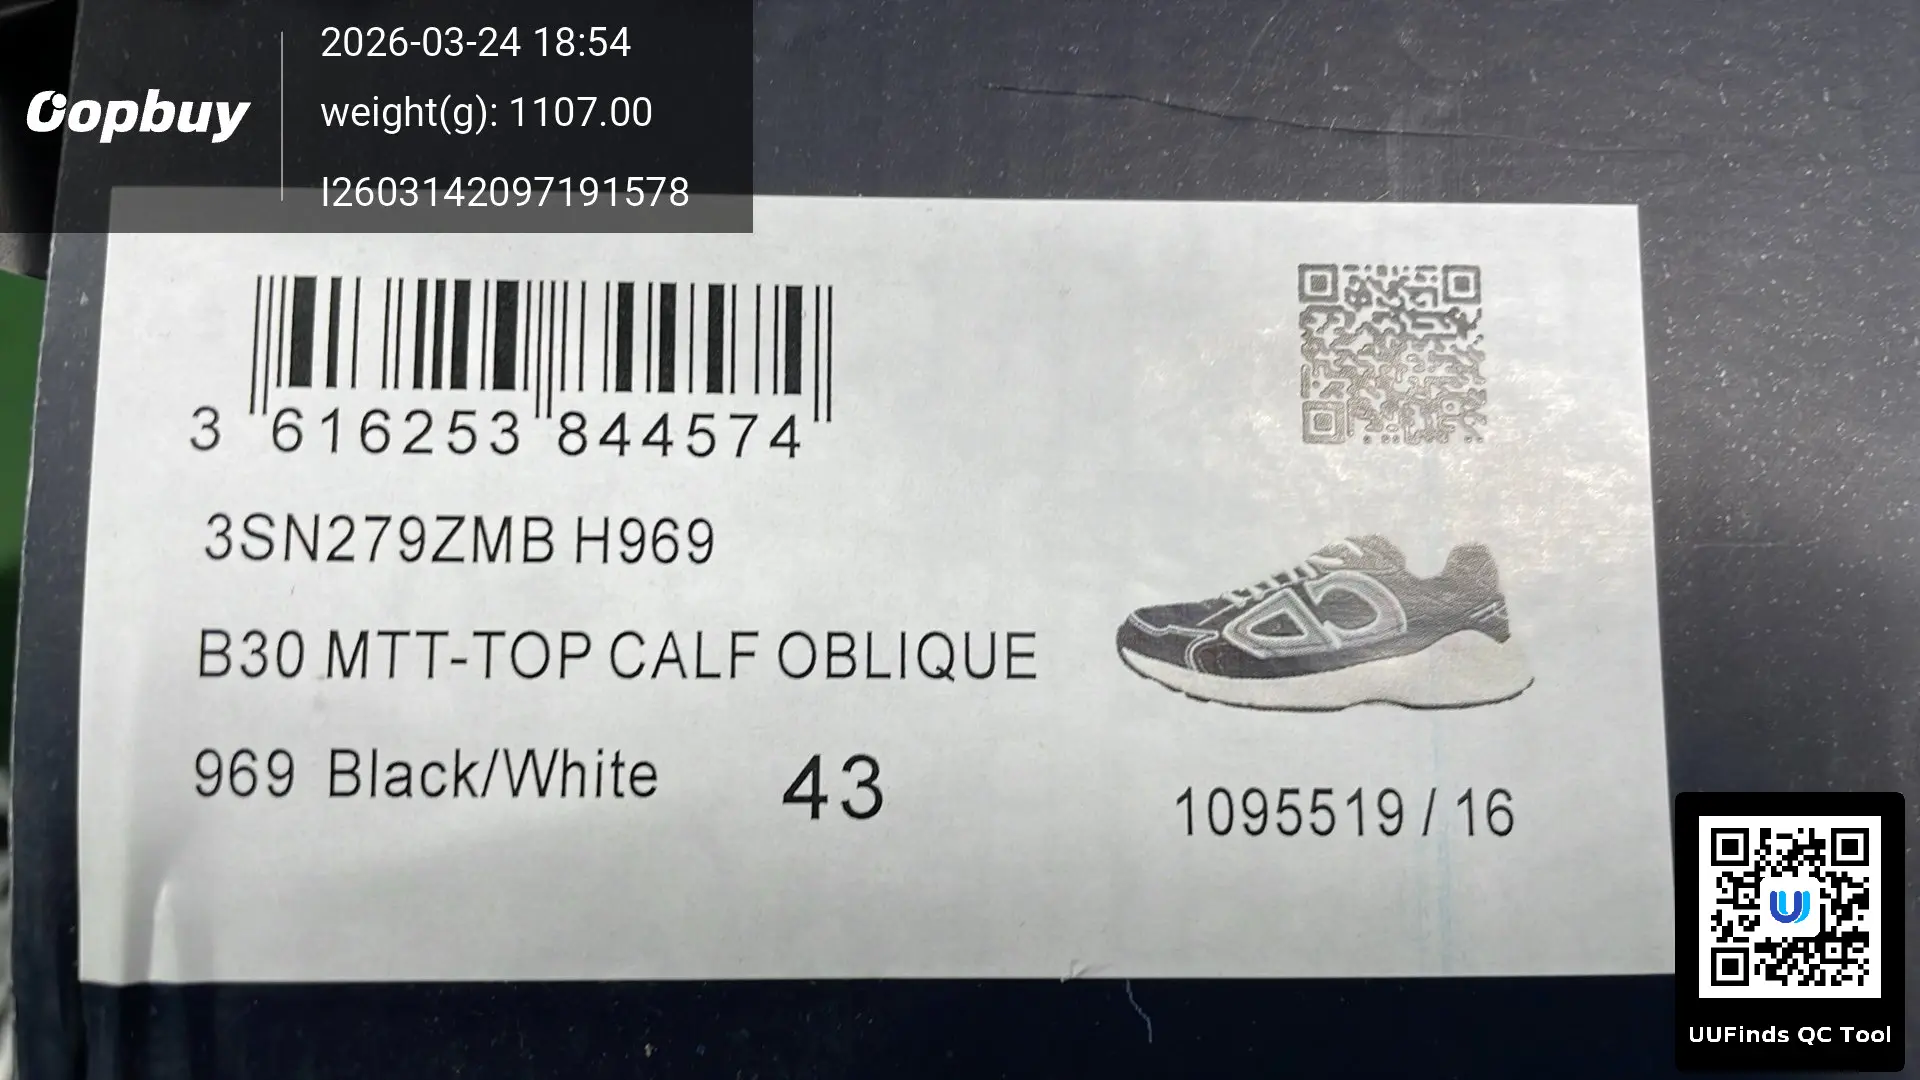 2026-03-24 18:54
oopbuy
weight(g): 1107.00
I2603142097191578
3 616253 844574
3SN279ZMB H969
B30 MTT-TOP CALF OBLIQUE
969 Black/White 43
1095519 / 16
UUFinds QC Tool